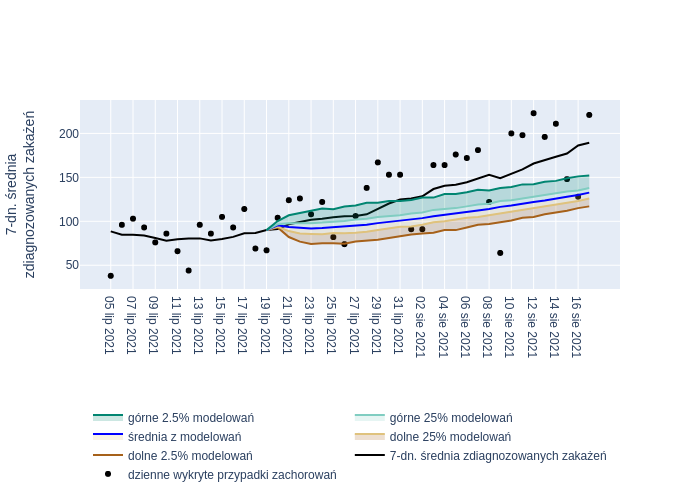 7-dn. średnia
zdiagnozowanych zakażeń
200
150
100
50
05 lip 2021
07 lip 2021
09 lip 2021
11 lip 2021
13 lip 2021
15 lip 2021
17 lip 2021
19 lip 2021
21 lip 2021
23 lip 2021
25 lip 2021
27 lip 2021
29 lip 2021
31 lip 2021
02 sie 2021
04 sie 2021
06 sie 2021
08 sie 2021
10 sie 2021
12 sie 2021
14 sie 2021
16 sie 2021
górne 2.5% modelowań
górne 25% modelowań
średnia z modelowań
dolne 25% modelowań
dolne 2.5% modelowań
7-dn. średnia zdiagnozowanych zakażeń
dzienne wykryte przypadki zachorowań